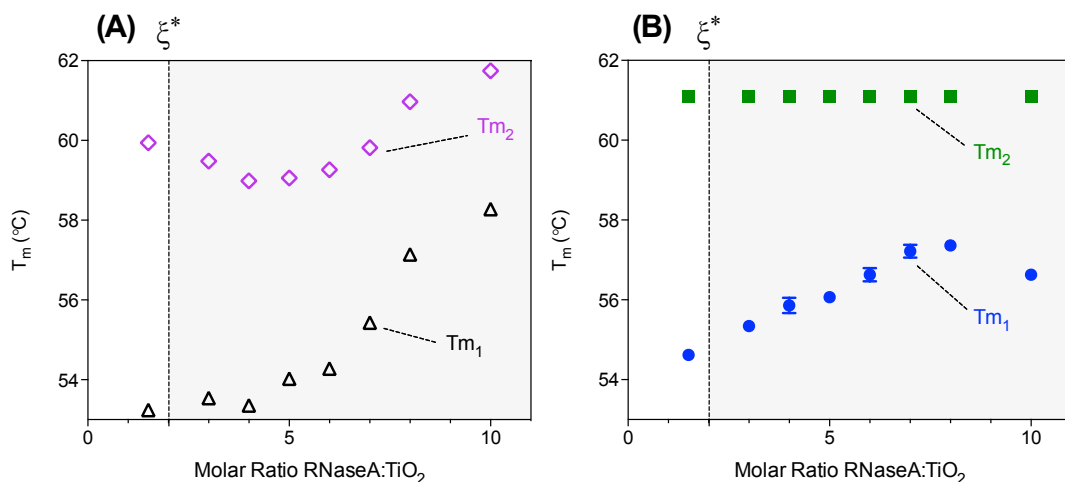 (A) ξ*
62
60
58
56
54
Tm (°C)
Tm2
Tm1
0 5 10
Molar Ratio RNaseA:TiO2
(B) ξ*
62
60
58
56
54
Tm (°C)
Tm2
Tm1
0 5 10
Molar Ratio RNaseA:TiO2